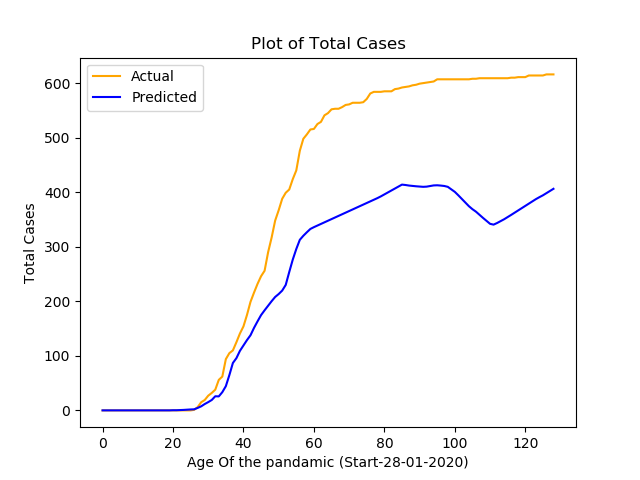 Plot of Total Cases
Actual
Predicted
600
500
400
300
200
100
0
Total Cases
0 20 40 60 80 100 120
Age Of the pandamic (Start-28-01-2020)